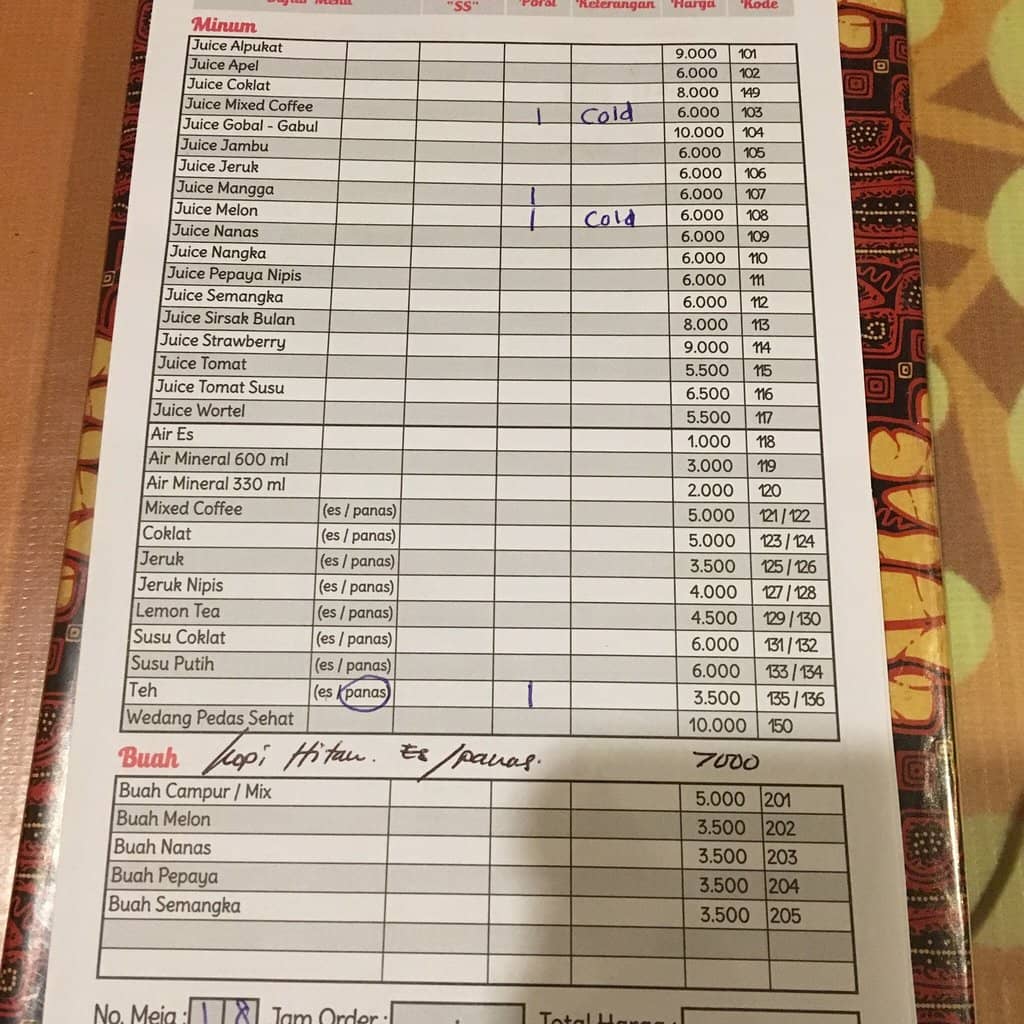 Daftar Menu "SS" Porsi Keterangan Harga Kode
Minum
Juice Alpukat 9.000 101
Juice Apel 6.000 102
Juice Coklat 8.000 149
Juice Mixed Coffee 1 Cold 6.000 103
Juice Gobal - Gabul 10.000 104
Juice Jambu 6.000 105
Juice Jeruk 6.000 106
Juice Mangga 1 6.000 107
Juice Melon 1 Cold 6.000 108
Juice Nanas 6.000 109
Juice Nangka 6.000 110
Juice Pepaya Nipis 6.000 111
Juice Semangka 6.000 112
Juice Sirsak Bulan 8.000 113
Juice Strawberry 9.000 114
Juice Tomat 5.500 115
Juice Tomat Susu 6.500 116
Juice Wortel 5.500 117
Air Es 1.000 118
Air Mineral 600 ml 3.000 119
Air Mineral 330 ml 2.000 120
Mixed Coffee (es / panas) 5.000 121 / 122
Coklat (es / panas) 5.000 123 / 124
Jeruk (es / panas) 3.500 125 / 126
Jeruk Nipis (es / panas) 4.000 127 / 128
Lemon Tea (es / panas) 4.500 129 / 130
Susu Coklat (es / panas) 6.000 131 / 132
Susu Putih (es / panas) 6.000 133 / 134
Teh (es / panas) 1 3.500 135 / 136
Wedang Pedas Sehat 10.000 150
Buah Kopi Hitam. Es / panas. 7000
Buah Campur / Mix 5.000 201
Buah Melon 3.500 202
Buah Nanas 3.500 203
Buah Pepaya 3.500 204
Buah Semangka 3.500 205
No. Meja : 18 Jam Order : Total Harga :